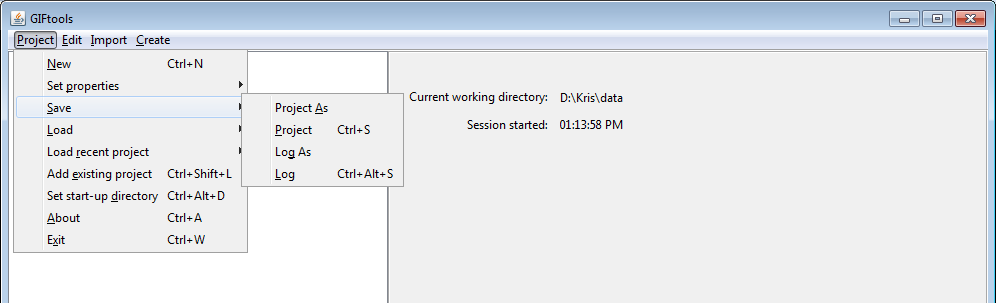 GIFtools
Project Edit Import Create
New Ctrl+N
Set properties
Save
Load
Load recent project
Add existing project Ctrl+Shift+L
Set start-up directory Ctrl+Alt+D
About Ctrl+A
Exit Ctrl+W
Project As
Project Ctrl+S
Log As
Log Ctrl+Alt+S
Current working directory: D:\Kris\data
Session started: 01:13:58 PM